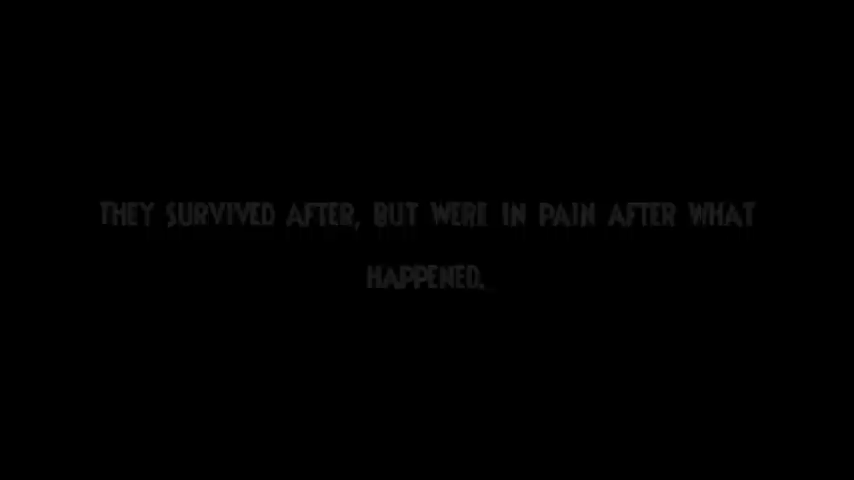 THEY SURVIVED AFTER, BUT WERE IN PAIN AFTER WHAT
HAPPENED.